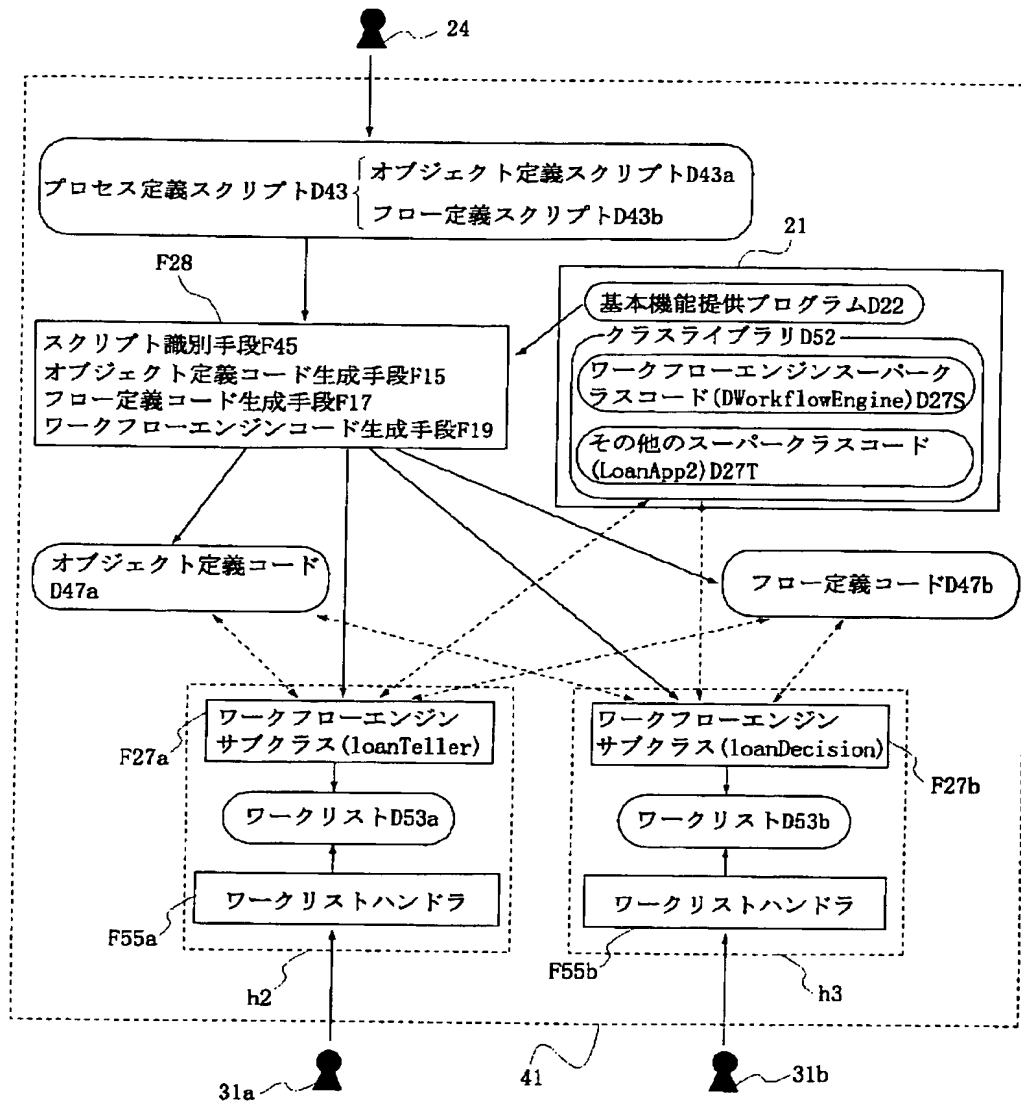 24
プロセス定義スクリプトD43
オブジェクト定義スクリプトD43a
フロー定義スクリプトD43b
21
F28
基本機能提供プログラムD22
クラスライブラリD52
ワークフローエンジンスーパーク
ラスコード(DWorkflowEngine)D27S
その他のスーパークラスコード
(LoanApp2)D27T
スクリプト識別手段F45
オブジェクト定義コード生成手段F15
フロー定義コード生成手段F17
ワークフローエンジンコード生成手段F19
オブジェクト定義コード
D47a
フロー定義コードD47b
ワークフローエンジン
サブクラス(loanTeller)
F27a
ワークフローエンジン
サブクラス(loanDecision)
F27b
ワークリストD53a
ワークリストD53b
ワークリストハンドラ
F55a
ワークリストハンドラ
F55b
h2
h3
41
31a
31b